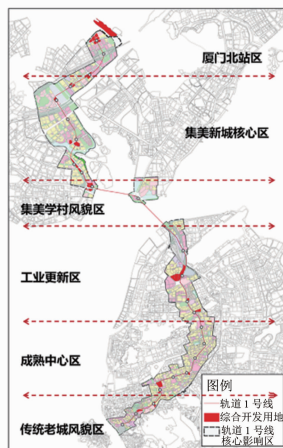 厦门北站区
集美新城核心区
集美学村风貌区
工业更新区
成熟中心区
传统老城风貌区
图例
轨道1号线
综合开发用地
轨道1号线
核心影响区